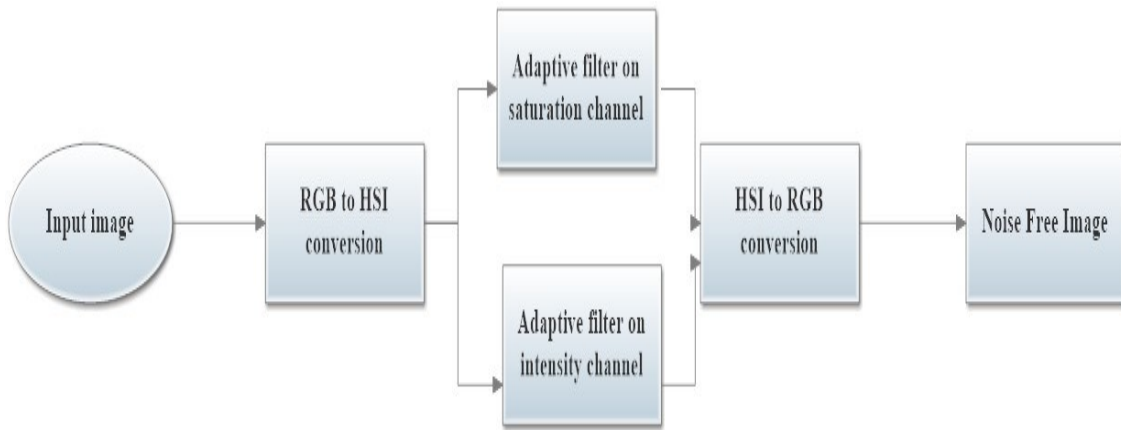 Input image
RGB to HSI
conversion
Adaptive filter on
saturation channel
Adaptive filter on
intensity channel
HSI to RGB
conversion
Noise Free Image